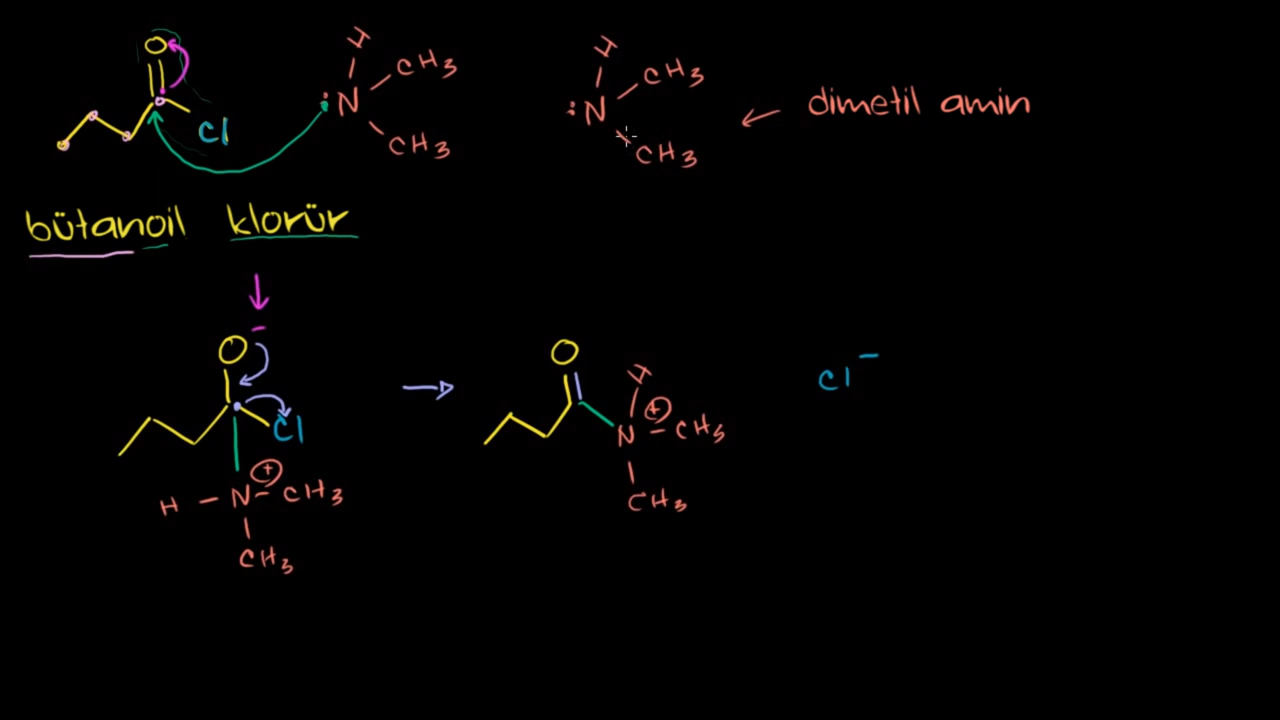 O H H
CH3 CH3 dimetil amin
:N :N
Cl CH3 CH3
bütanoil klorür
O − O H Cl −
Cl N + CH3
H − N + − CH3 CH3
CH3